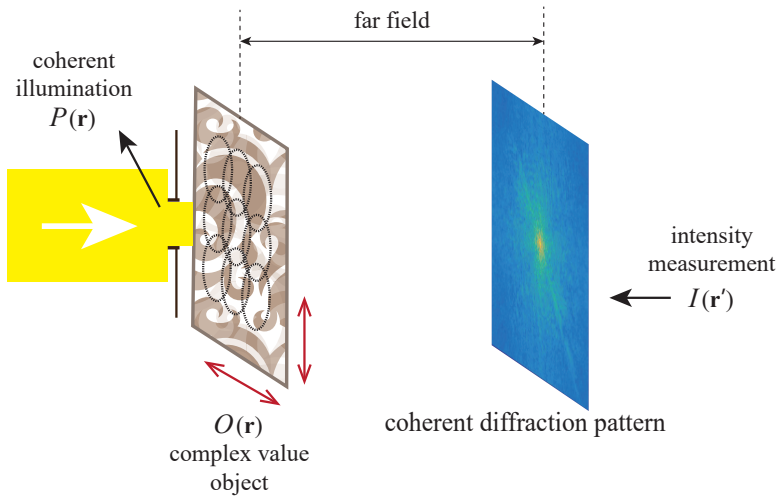 far field
coherent
illumination
P(r)
intensity
measurement
I(r′)
O(r)
complex value
object
coherent diffraction pattern